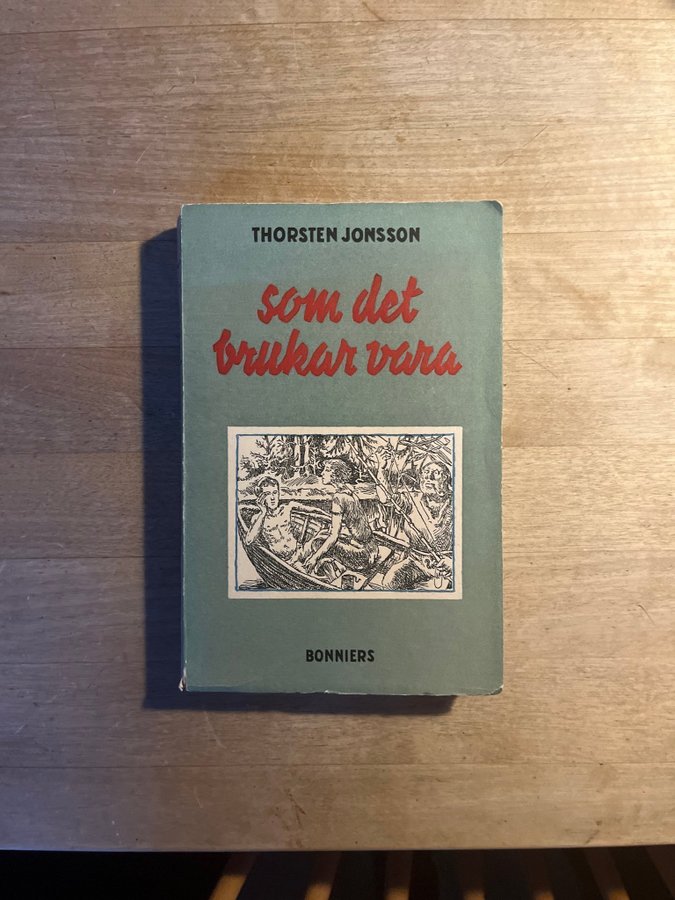 THORSTEN JONSSON
som det
brukar vara
BONNIERS